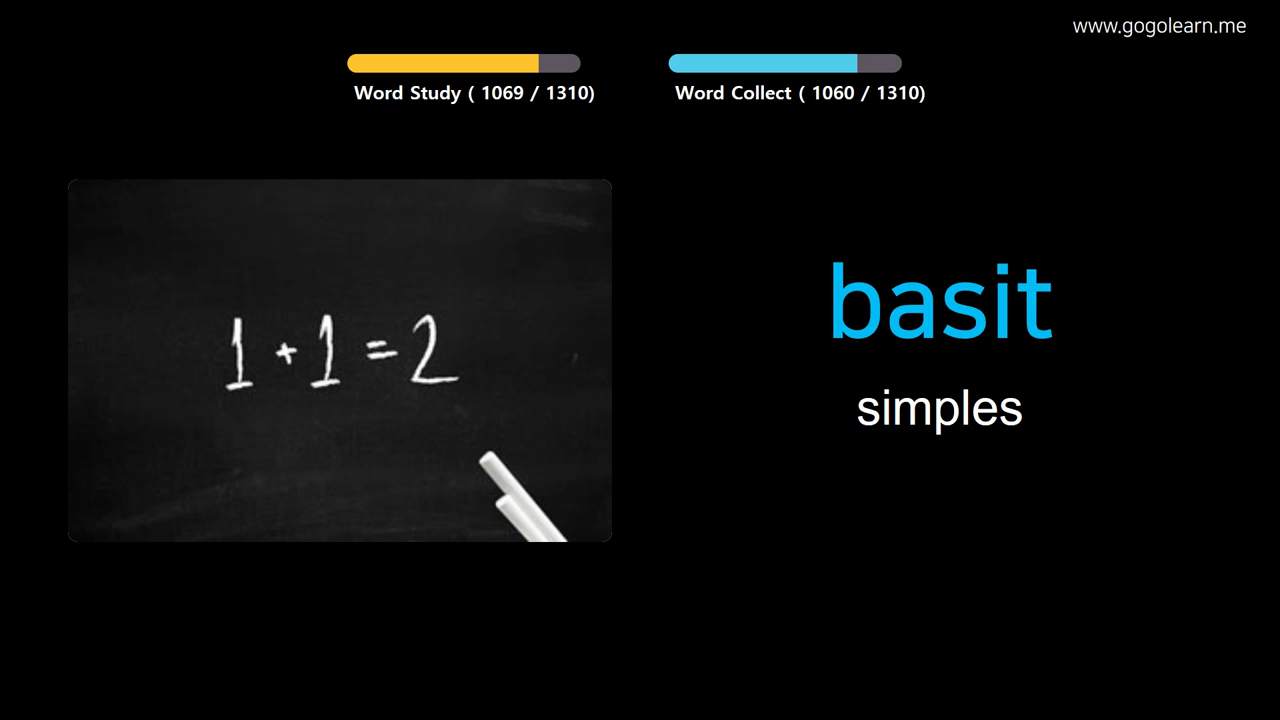 www.gogolearn.me
Word Study ( 1069 / 1310)
Word Collect ( 1060 / 1310)
1 + 1 = 2
basit
simples